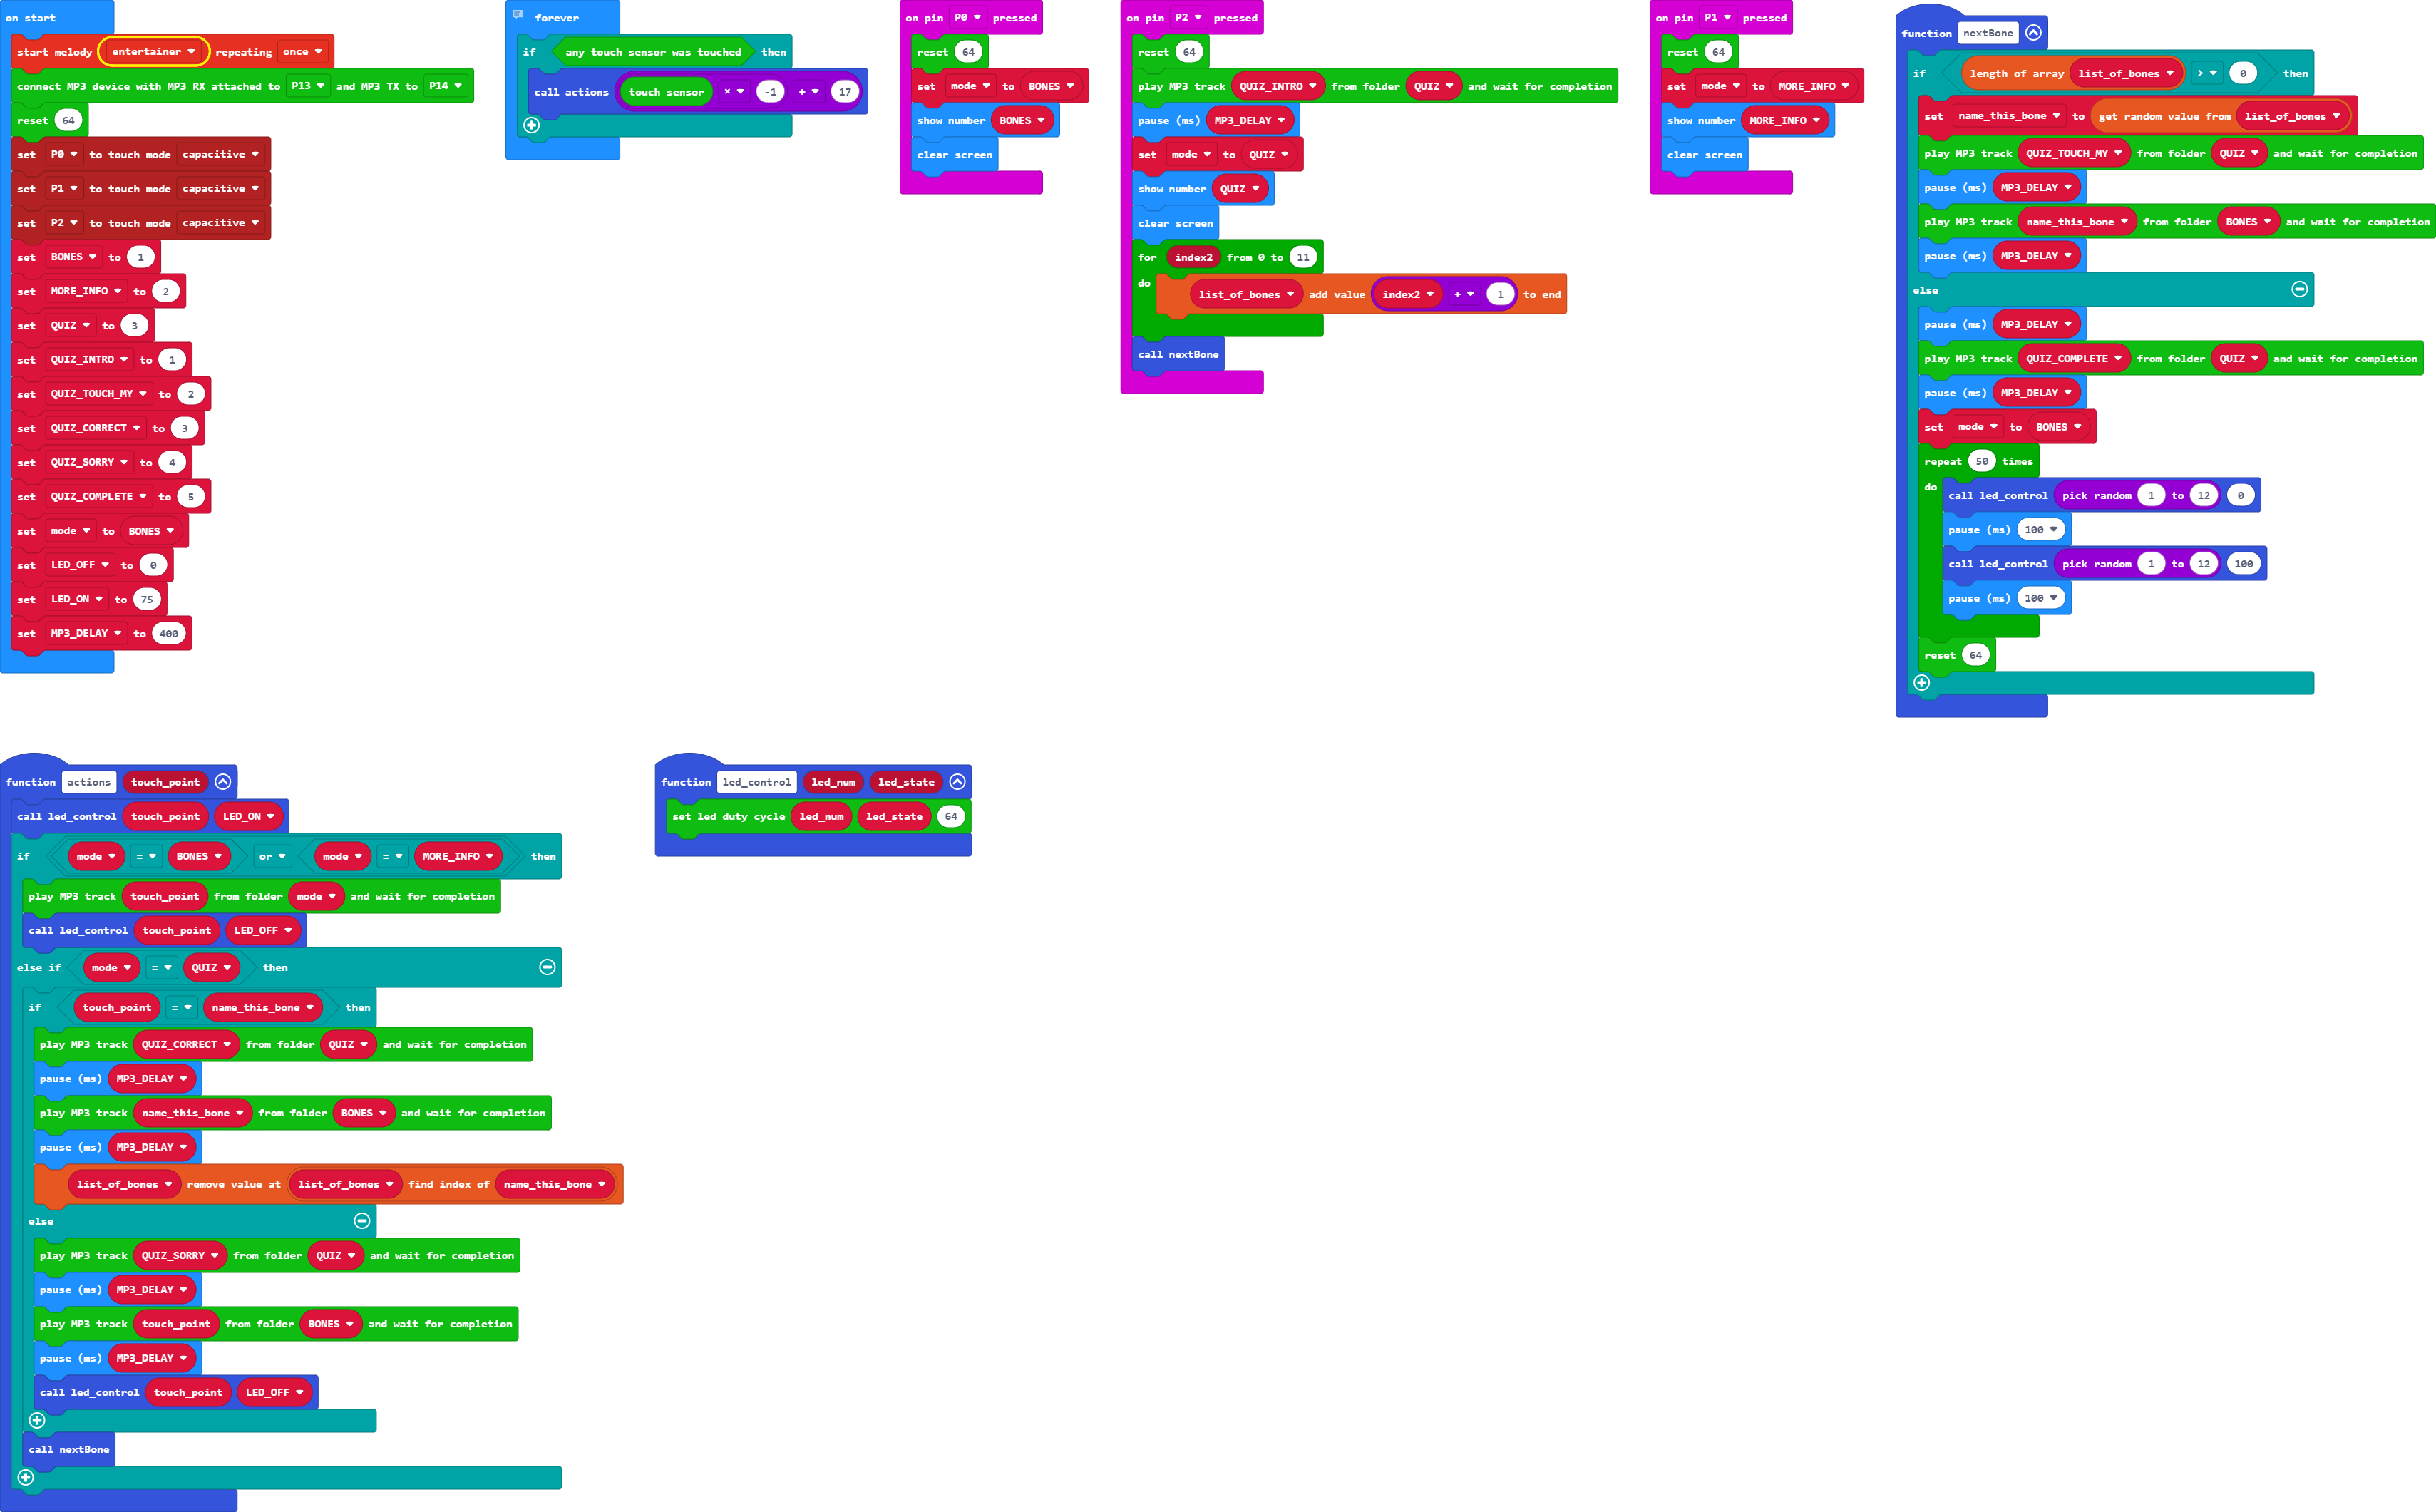 on start
start melody entertainer repeating once
connect MP3 device with MP3 RX attached to P13 and MP3 TX to P14
reset 64
set P0 to touch mode capacitive
set P1 to touch mode capacitive
set P2 to touch mode capacitive
set BONES to 1
set MORE_INFO to 2
set QUIZ to 3
set QUIZ_INTRO to 1
set QUIZ_TOUCH_MY to 2
set QUIZ_CORRECT to 3
set QUIZ_SORRY to 4
set QUIZ_COMPLETE to 5
set mode to BONES
set LED_OFF to 0
set LED_ON to 75
set MP3_DELAY to 400
forever
if any touch sensor was touched then
call actions touch sensor × -1 + 17
on pin P0 pressed
reset 64
set mode to BONES
show number BONES
clear screen
on pin P2 pressed
reset 64
play MP3 track QUIZ_INTRO from folder QUIZ and wait for completion
pause (ms) MP3_DELAY
set mode to QUIZ
show number QUIZ
clear screen
for index2 from 0 to 11
do list_of_bones add value index2 + 1 to end
call nextBone
on pin P1 pressed
reset 64
set mode to MORE_INFO
show number MORE_INFO
clear screen
function nextBone
if length of array list_of_bones > 0 then
set name_this_bone to get random value from list_of_bones
play MP3 track QUIZ_TOUCH_MY from folder QUIZ and wait for completion
pause (ms) MP3_DELAY
play MP3 track name_this_bone from folder BONES and wait for completion
pause (ms) MP3_DELAY
else
pause (ms) MP3_DELAY
play MP3 track QUIZ_COMPLETE from folder QUIZ and wait for completion
pause (ms) MP3_DELAY
set mode to BONES
repeat 50 times
do call led_control pick random 1 to 12 0
pause (ms) 100
call led_control pick random 1 to 12 100
pause (ms) 100
reset 64
function actions touch_point
call led_control touch_point LED_ON
if mode = BONES or mode = MORE_INFO then
play MP3 track touch_point from folder mode and wait for completion
call led_control touch_point LED_OFF
else if mode = QUIZ then
if touch_point = name_this_bone then
play MP3 track QUIZ_CORRECT from folder QUIZ and wait for completion
pause (ms) MP3_DELAY
play MP3 track name_this_bone from folder BONES and wait for completion
pause (ms) MP3_DELAY
list_of_bones remove value at list_of_bones find index of name_this_bone
else
play MP3 track QUIZ_SORRY from folder QUIZ and wait for completion
pause (ms) MP3_DELAY
play MP3 track touch_point from folder BONES and wait for completion
pause (ms) MP3_DELAY
call led_control touch_point LED_OFF
call nextBone
function led_control led_num led_state
set led duty cycle led_num led_state 64